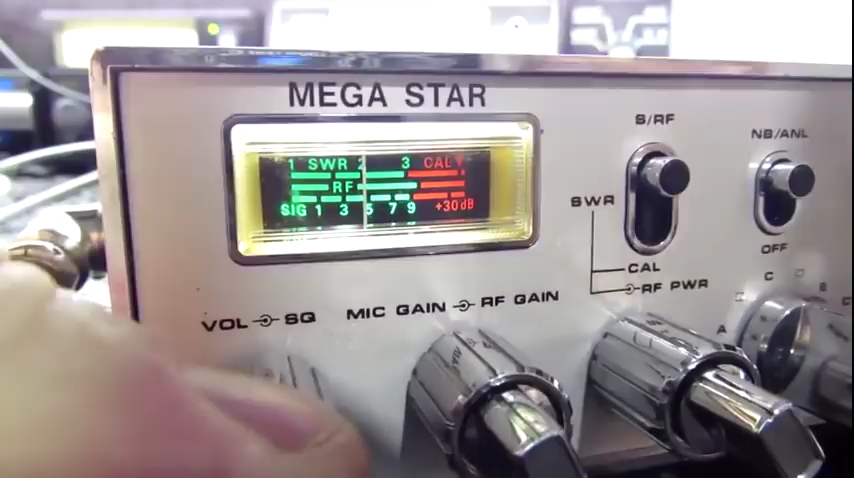 MEGA STAR
1 SWR 2 3 CAL
RF
SIG 1 3 5 7 9 +30dB
S/RF
NB/ANL
SWR
CAL
RF PWR
OFF
VOL SQ
MIC GAIN RF GAIN
A
C
B